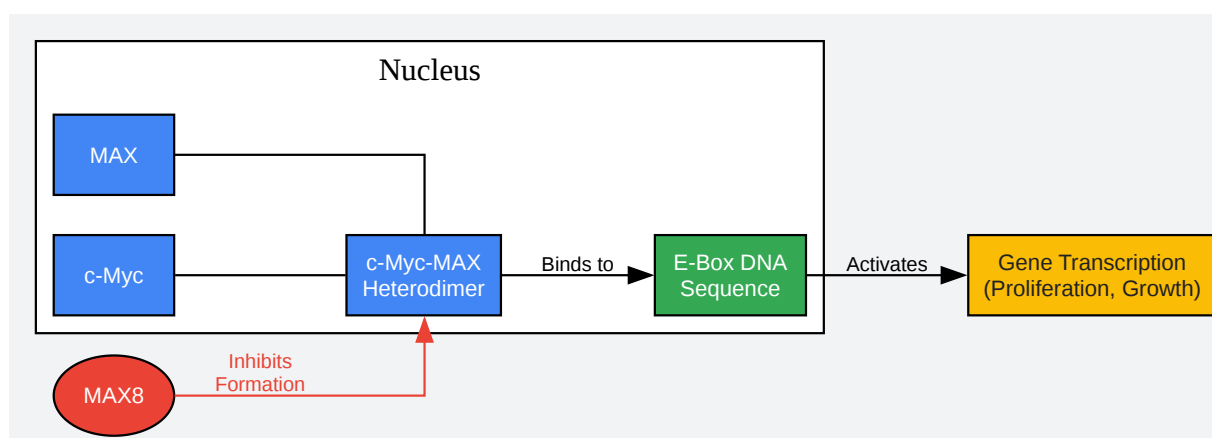 Nucleus
MAX
c-Myc
c-Myc-MAX
Heterodimer
Binds to
E-Box DNA
Sequence
Activates
Gene Transcription
(Proliferation, Growth)
MAX8
Inhibits
Formation